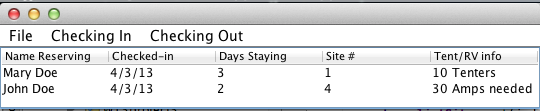 File Checking In Checking Out
Name Reserving Checked-in Days Staying Site # Tent/RV info
Mary Doe 4/3/13 3 1 10 Tenters
John Doe 4/3/13 2 4 30 Amps needed